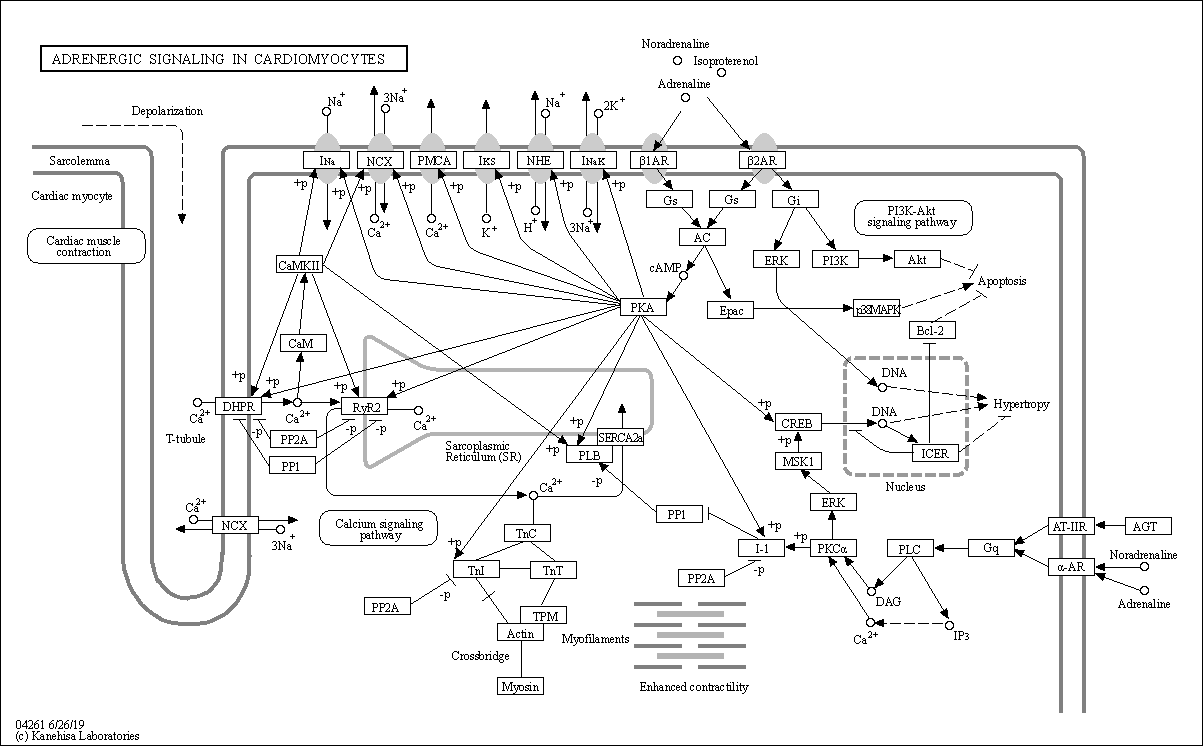 ADRENERGIC SIGNALING IN CARDIOMYOCYTES
Noradrenaline
Isoproterenol
Adrenaline
Depolarization
Na+
3Na+
Na+
2K+
Sarcolemma
INa
NCX
PMCA
IKS
NHE
INaK
β1AR
β2AR
+p
+p
+p
+p
+p
+p
+p
Cardiac myocyte
Gs
Gs
Gi
PI3K-Akt
signaling pathway
Ca2+
Ca2+
K+
H+
3Na+
Cardiac muscle
contraction
AC
CaMKII
cAMP
ERK
PI3K
Akt
Apoptosis
PKA
Epac
p38MAPK
Bcl-2
CaM
+p
+p
+p
+p
DNA
Ca2+
DHPR
Ca2+
RyR2
Ca2+
+p
DNA
Hypertropy
CREB
T-tubule
-p
PP2A
-p
-p
PP1
Sarcoplasmic
Reticulum (SR)
+p
+p
SERCA2a
PLB
-p
+p
MSK1
ICER
Nucleus
Ca2+
Ca2+
NCX
3Na+
Calcium signaling
pathway
PP1
ERK
TnC
+p
+p
+p
I-1
PKCα
PLC
Gq
AT-IIR
AGT
Noradrenaline
α-AR
Adrenaline
TnI
TnT
-p
PP2A
-p
PP2A
DAG
TPM
Actin
Myofilaments
Ca2+
IP3
Crossbridge
Myosin
Enhanced contractility
04261 6/26/19
(c) Kanehisa Laboratories